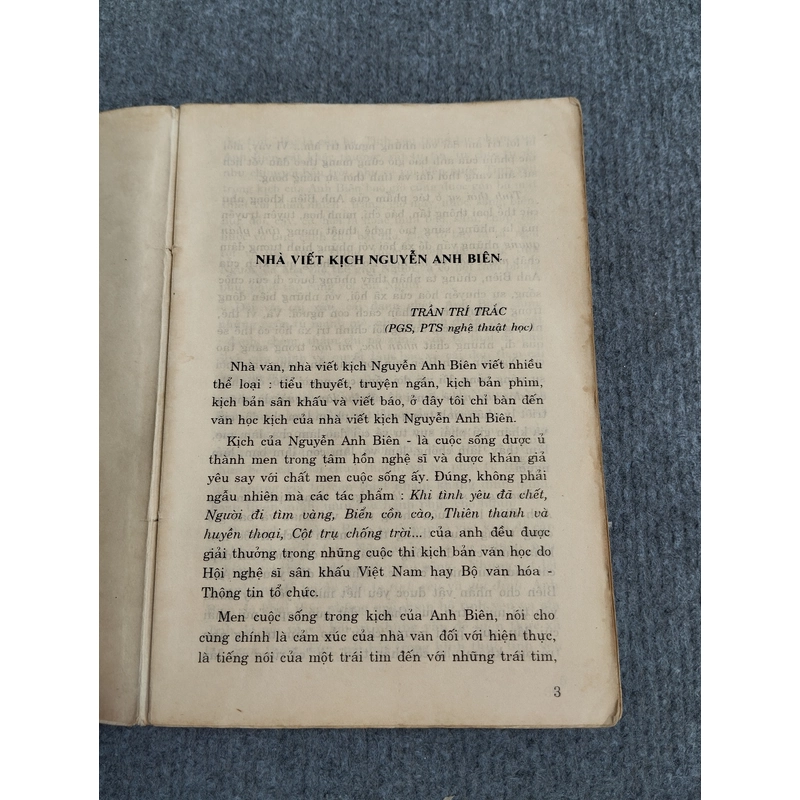 NHÀ VIẾT KỊCH NGUYỄN ANH BIÊN
TRẦN TRÍ TRẮC
(PGS, PTS nghệ thuật học)
Nhà văn, nhà viết kịch Nguyễn Anh Biên viết nhiều
thể loại : tiểu thuyết, truyện ngắn, kịch bản phim,
kịch bản sân khấu và viết báo, ở đây tôi chỉ bàn đến
văn học kịch của nhà viết kịch Nguyễn Anh Biên.
Kịch của Nguyễn Anh Biên - là cuộc sống được ủ
thành men trong tâm hồn nghệ sĩ và được khán giả
yêu say với chất men cuộc sống ấy. Đúng, không phải
ngẫu nhiên mà các tác phẩm : Khi tình yêu đã chết,
Người đi tìm vàng, Biển cồn cào, Thiên thanh và
huyền thoại, Cột trụ chống trời... của anh đều được
giải thưởng trong những cuộc thi kịch bản văn học do
Hội nghệ sĩ sân khấu Việt Nam hay Bộ văn hóa -
Thông tin tổ chức.
Men cuộc sống trong kịch của Anh Biên, nói cho
cùng chính là cảm xúc của nhà văn đối với hiện thực,
là tiếng nói của một trái tim đến với những trái tim,
3